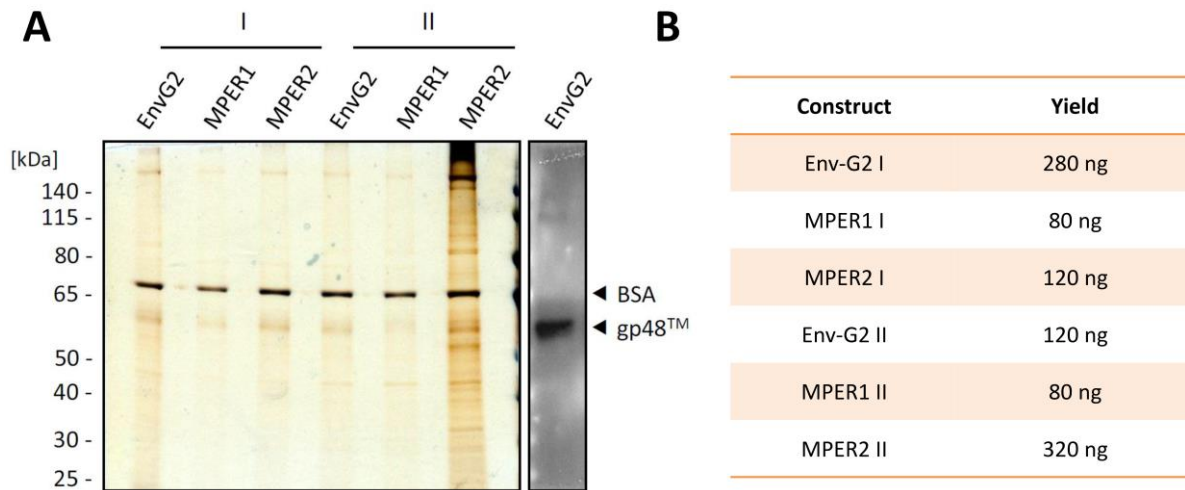 A
I
II
EnvG2
MPER1
MPER2
EnvG2
MPER1
MPER2
EnvG2
[kDa]
140 -
115 -
80 -
65 -
50 -
40 -
30 -
25 -
◄ BSA
◄ gp48™
B
Construct Yield
Env-G2 I 280 ng
MPER1 I 80 ng
MPER2 I 120 ng
Env-G2 II 120 ng
MPER1 II 80 ng
MPER2 II 320 ng